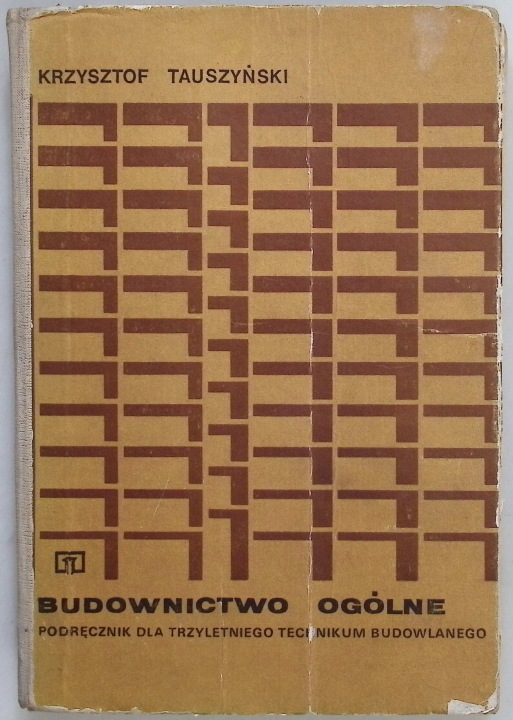 KRZYSZTOF TAUSZYŃSKI
BUDOWNICTWO OGÓLNE
PODRĘCZNIK DLA TRZYLETNIEGO TECHNIKUM BUDOWLANEGO